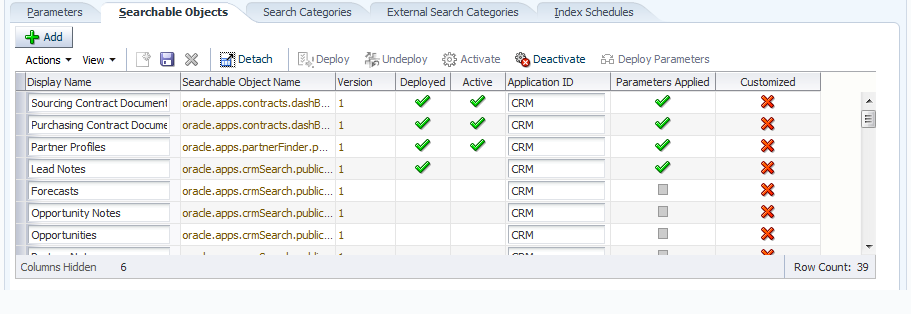 Parameters Searchable Objects Search Categories External Search Categories Index Schedules
Add
Actions View Detach Deploy Undeploy Activate Deactivate Deploy Parameters
Display Name Searchable Object Name Version Deployed Active Application ID Parameters Applied Customized
Sourcing Contract Document oracle.apps.contracts.dashB... 1 CRM
Purchasing Contract Docume oracle.apps.contracts.dashB... 1 CRM
Partner Profiles oracle.apps.partnerFinder.p... 1 CRM
Lead Notes oracle.apps.crmSearch.public... 1 CRM
Forecasts oracle.apps.crmSearch.public... 1 CRM
Opportunity Notes oracle.apps.crmSearch.public... 1 CRM
Opportunities oracle.apps.crmSearch.public... 1 CRM
Columns Hidden 6 Row Count: 39